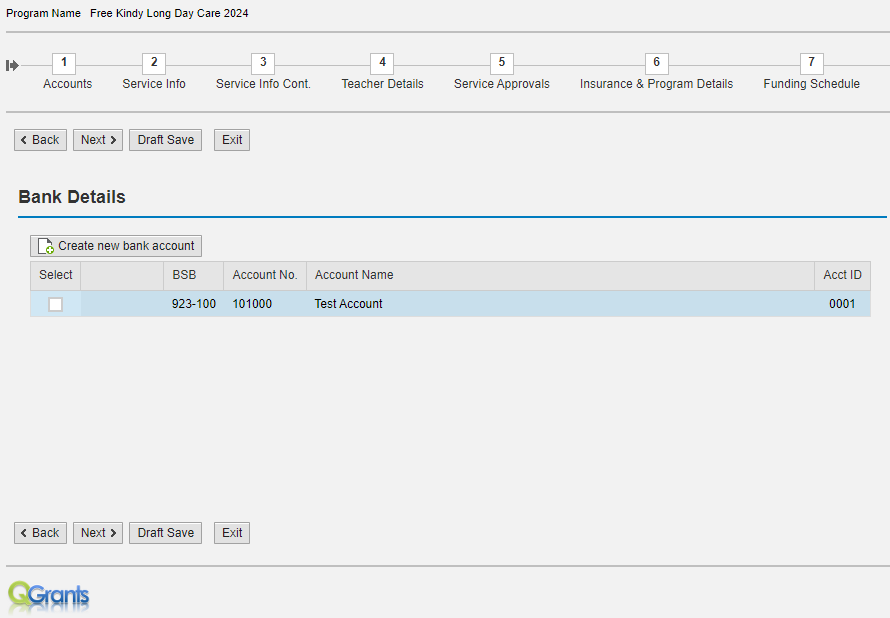 Program Name Free Kindy Long Day Care 2024
1 2 3 4 5 6 7
Accounts Service Info Service Info Cont. Teacher Details Service Approvals Insurance & Program Details Funding Schedule
Back Next Draft Save Exit
Bank Details
Create new bank account
Select BSB Account No. Account Name Acct ID
923-100 101000 Test Account 0001
Back Next Draft Save Exit
QGrants